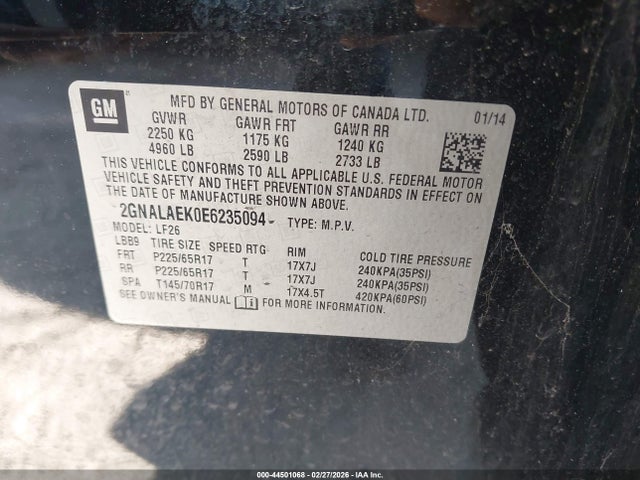 GM
MFD BY GENERAL MOTORS OF CANADA LTD. 01/14
GVWR GAWR FRT GAWR RR
2250 KG 1175 KG 1240 KG
4960 LB 2590 LB 2733 LB
THIS VEHICLE CONFORMS TO ALL APPLICABLE U.S. FEDERAL MOTOR
VEHICLE SAFETY AND THEFT PREVENTION STANDARDS IN EFFECT ON
THE DATE OF MANUFACTURE SHOWN ABOVE.
2GNALAEK0E6235094 TYPE: M.P.V.
MODEL: LF26
LBB9 TIRE SIZE SPEED RTG RIM COLD TIRE PRESSURE
FRT P225/65R17 T 17X7J 240KPA(35PSI)
RR P225/65R17 T 17X7J 240KPA(35PSI)
SPA T145/70R17 M 17X4.5T 420KPA(60PSI)
SEE OWNER'S MANUAL
000-44501068 - 02/27/2026 - IAA Inc.